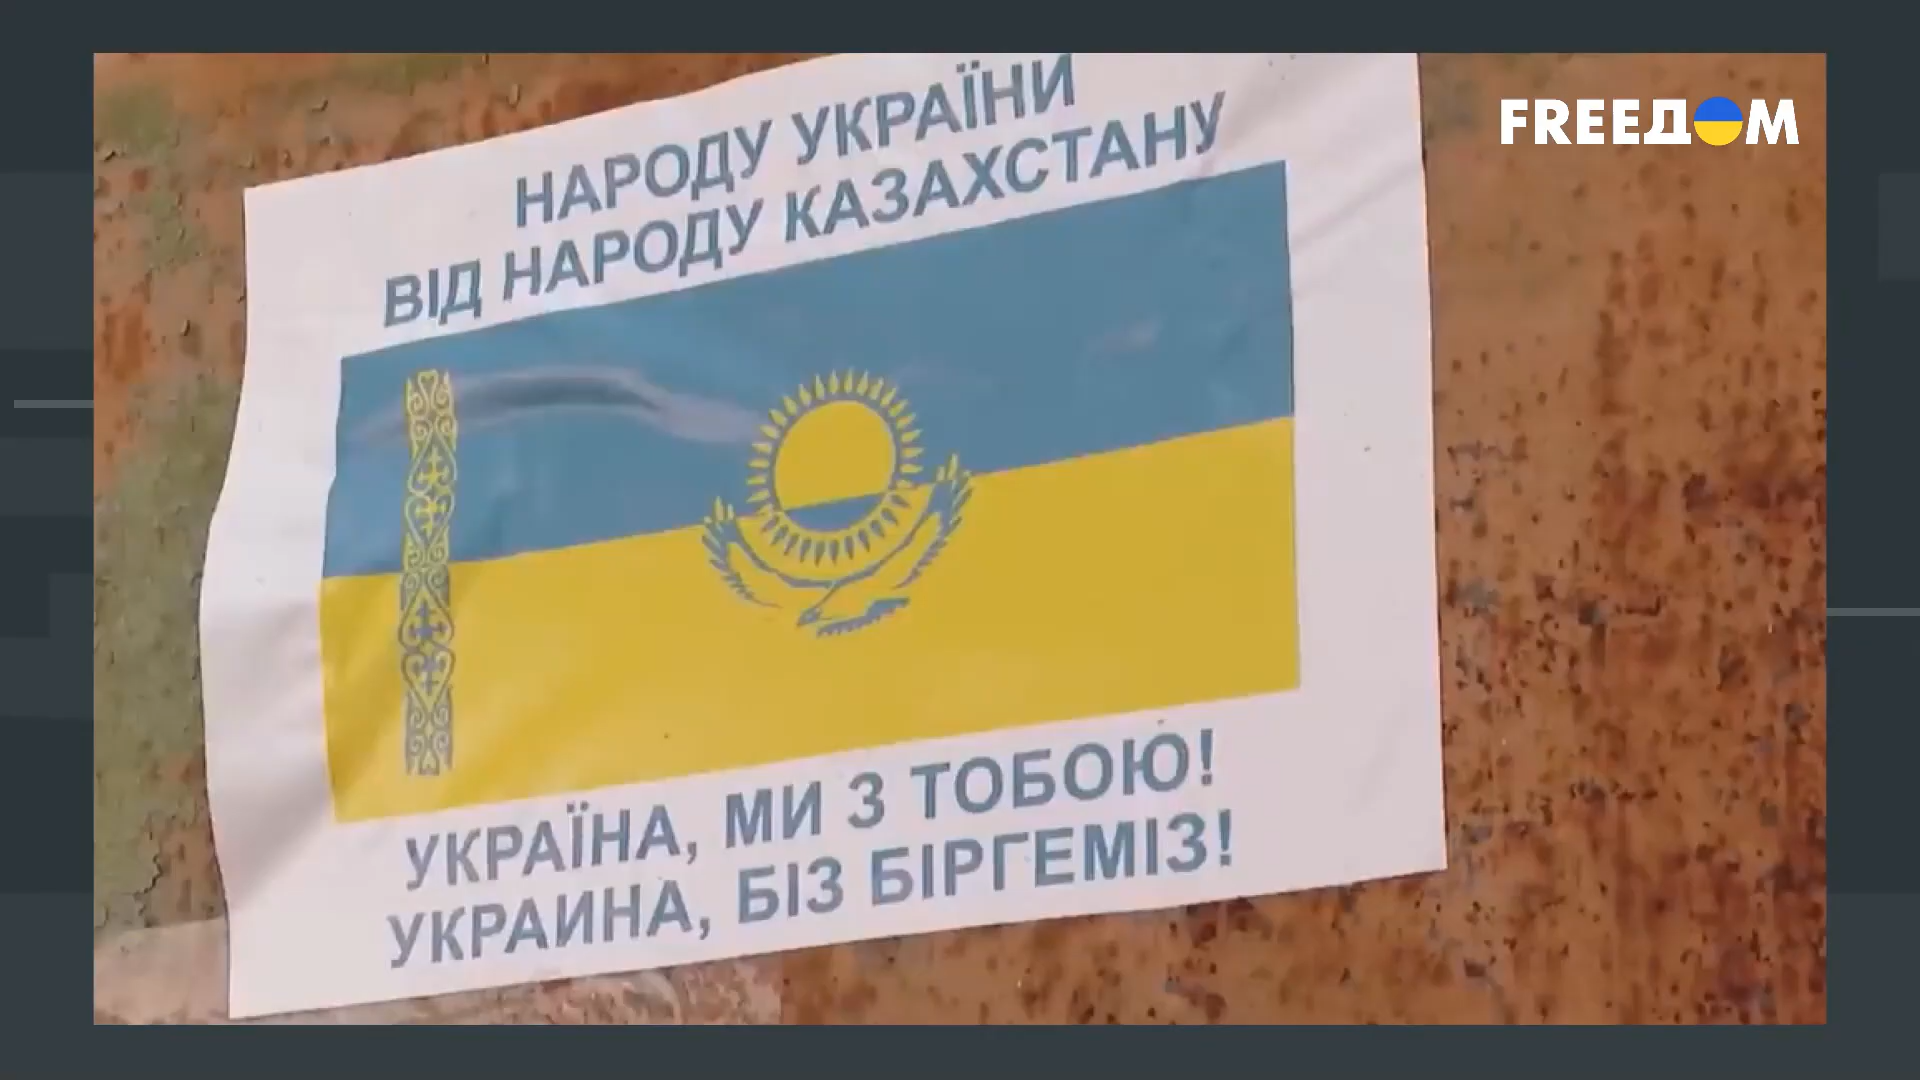 FREEДOM
НАРОДУ УКРАЇНИ
ВІД НАРОДУ КАЗАХСТАНУ
УКРАЇНА, МИ З ТОБОЮ!
УКРАИНА, БІЗ БІРГЕМІЗ!